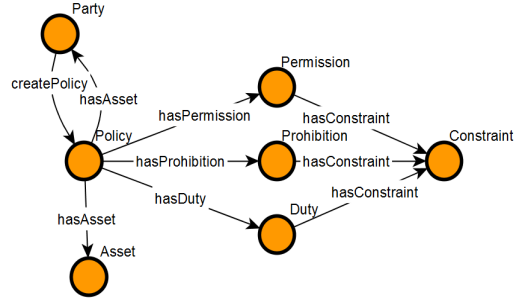 Party
createPolicy
hasAsset
Policy
hasPermission
Permission
hasConstraint
hasProhibition
Prohibition
hasConstraint
Constraint
hasDuty
Duty
hasConstraint
hasAsset
Asset